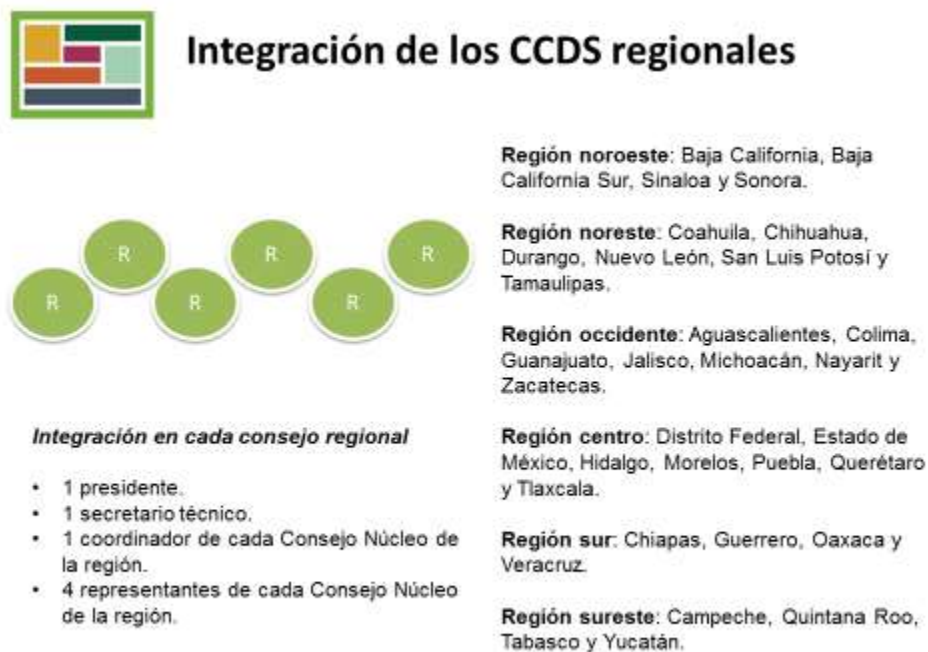 Integración de los CCDS regionales
R
R
R
R
R
R
Integración en cada consejo regional
• 1 presidente.
• 1 secretario técnico.
• 1 coordinador de cada Consejo Núcleo de
la región.
• 4 representantes de cada Consejo Núcleo
de la región.
Región noroeste: Baja California, Baja
California Sur, Sinaloa y Sonora.
Región noreste: Coahuila, Chihuahua,
Durango, Nuevo León, San Luis Potosí y
Tamaulipas.
Región occidente: Aguascalientes, Colima,
Guanajuato, Jalisco, Michoacán, Nayarit y
Zacatecas.
Región centro: Distrito Federal, Estado de
México, Hidalgo, Morelos, Puebla, Querétaro
y Tlaxcala.
Región sur: Chiapas, Guerrero, Oaxaca y
Veracruz.
Región sureste: Campeche, Quintana Roo,
Tabasco y Yucatán.